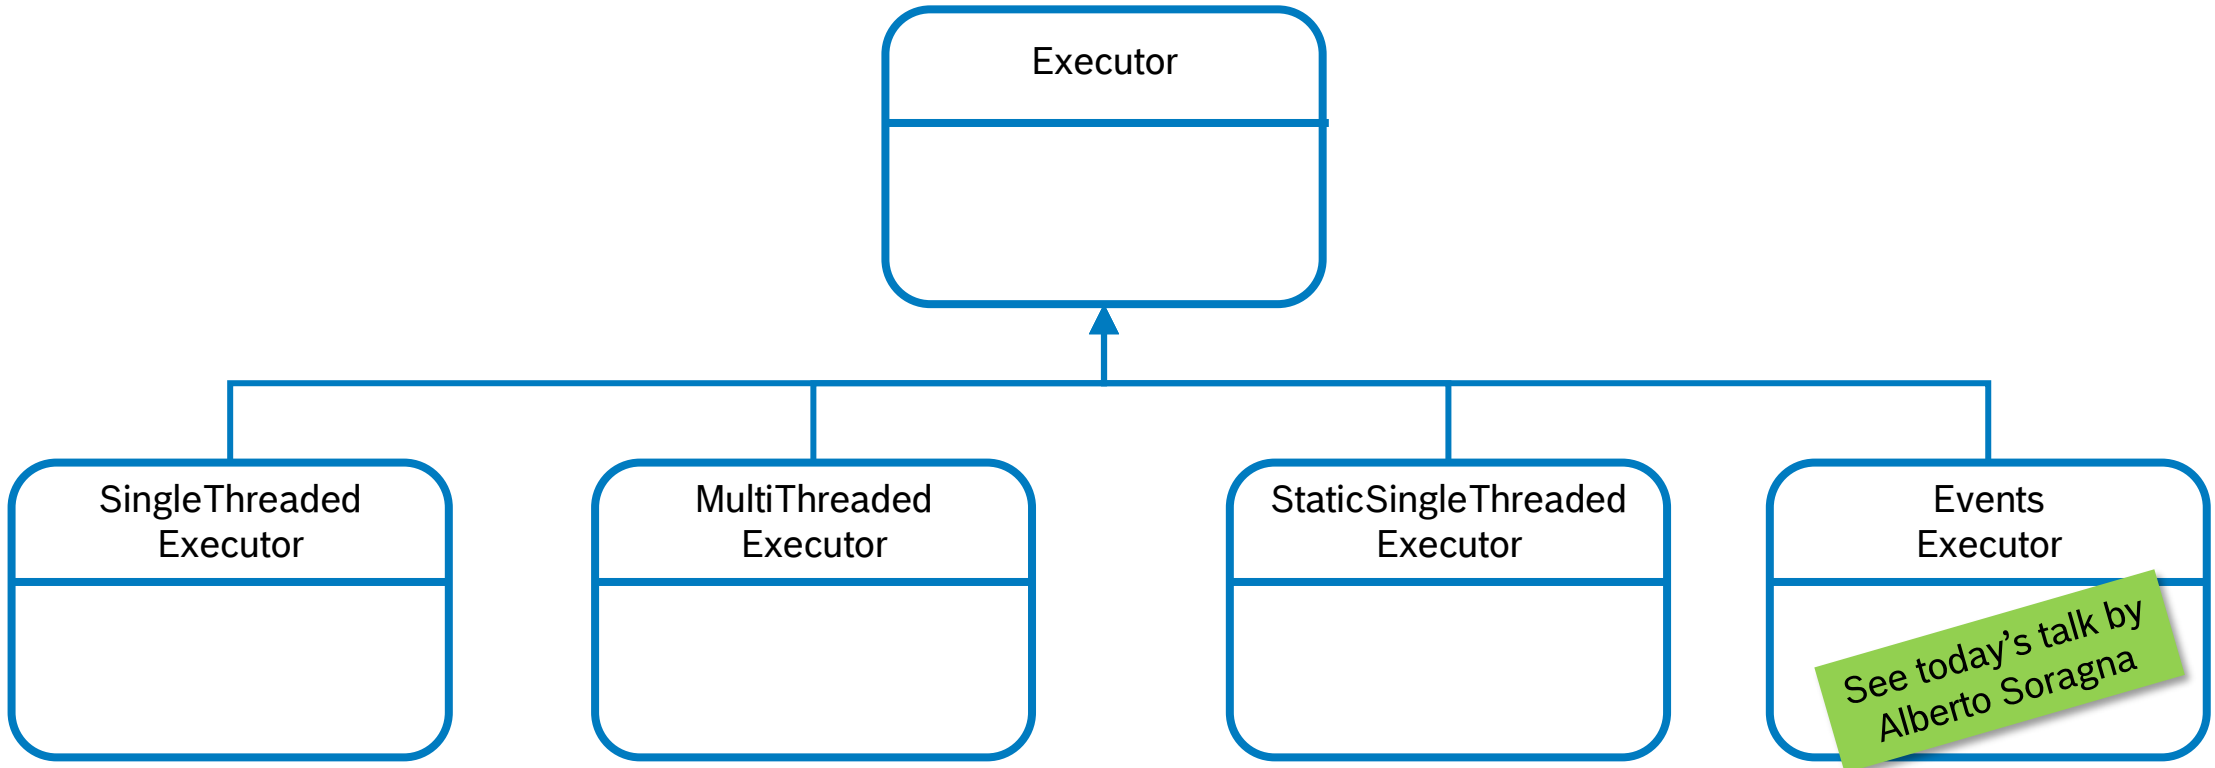 Executor
SingleThreaded
Executor
MultiThreaded
Executor
StaticSingleThreaded
Executor
Events
Executor
See today’s talk by
Alberto Soragna